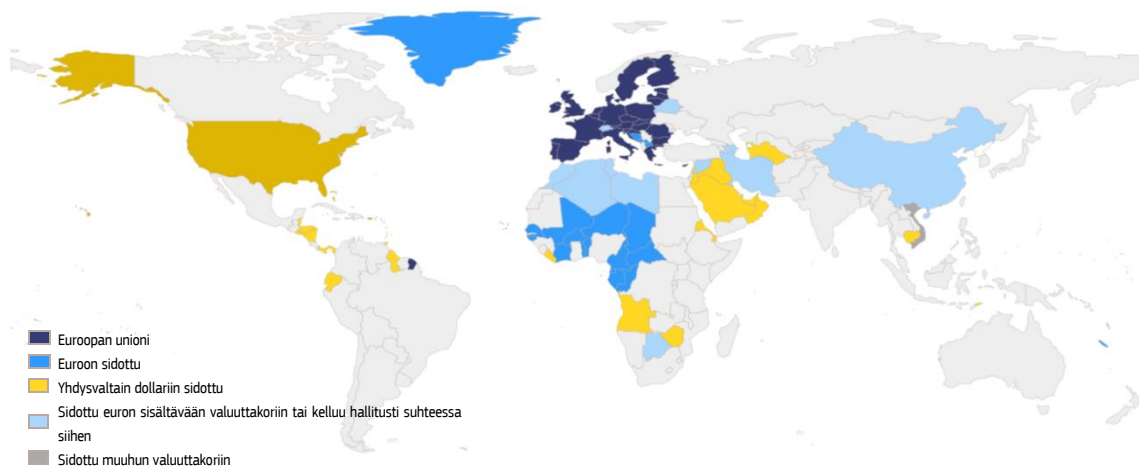 Euroopan unioni
Euroon sidottu
Yhdysvaltain dollariin sidottu
Sidottu euron sisältävään valuuttakoriin tai kelluu hallitusti suhteessa
siihen
Sidottu muuhun valuuttakoriin